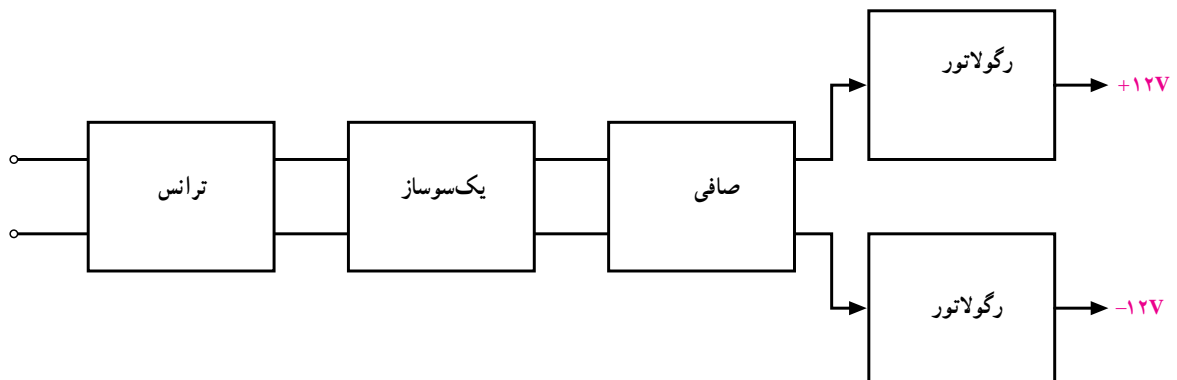 رگولاتور
+۱۲V
ترانس
یک‌سوساز
صافی
رگولاتور
–۱۲V